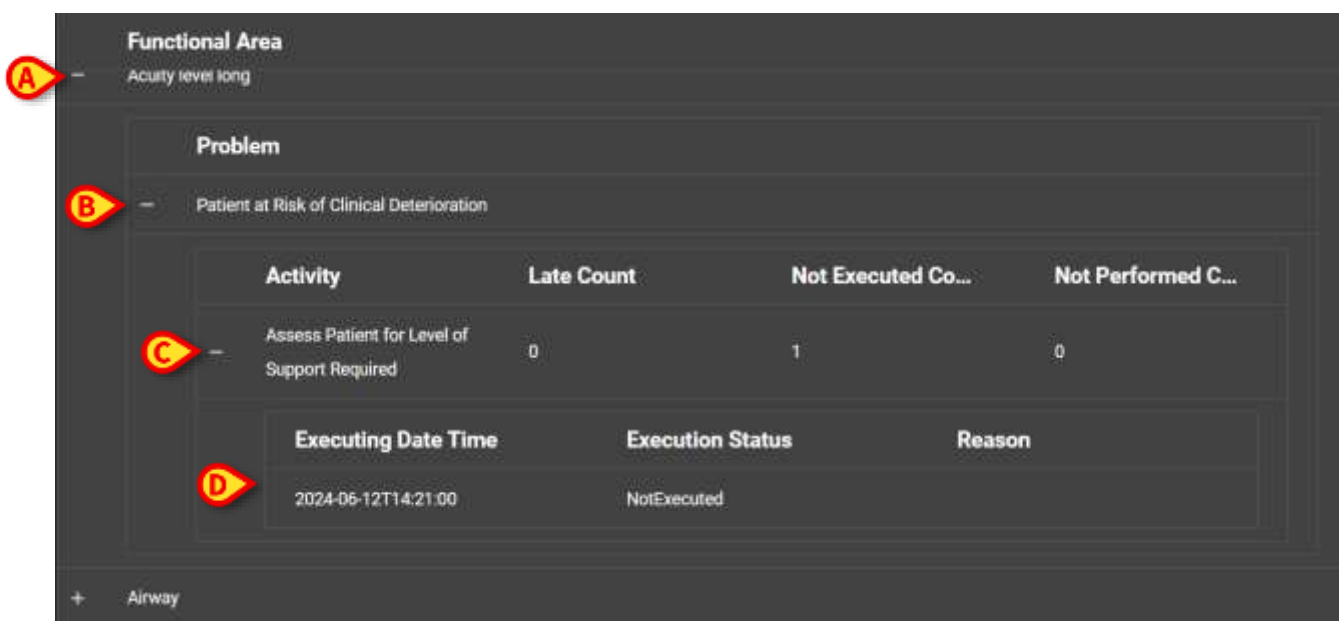 Functional Area
A
− Acuity level long
Problem
B
− Patient at Risk of Clinical Deterioration
Activity Late Count Not Executed Co... Not Performed C...
Assess Patient for Level of
C
− 0 1 0
Support Required
Executing Date Time Execution Status Reason
D
2024-06-12T14:21:00 NotExecuted
+ Airway